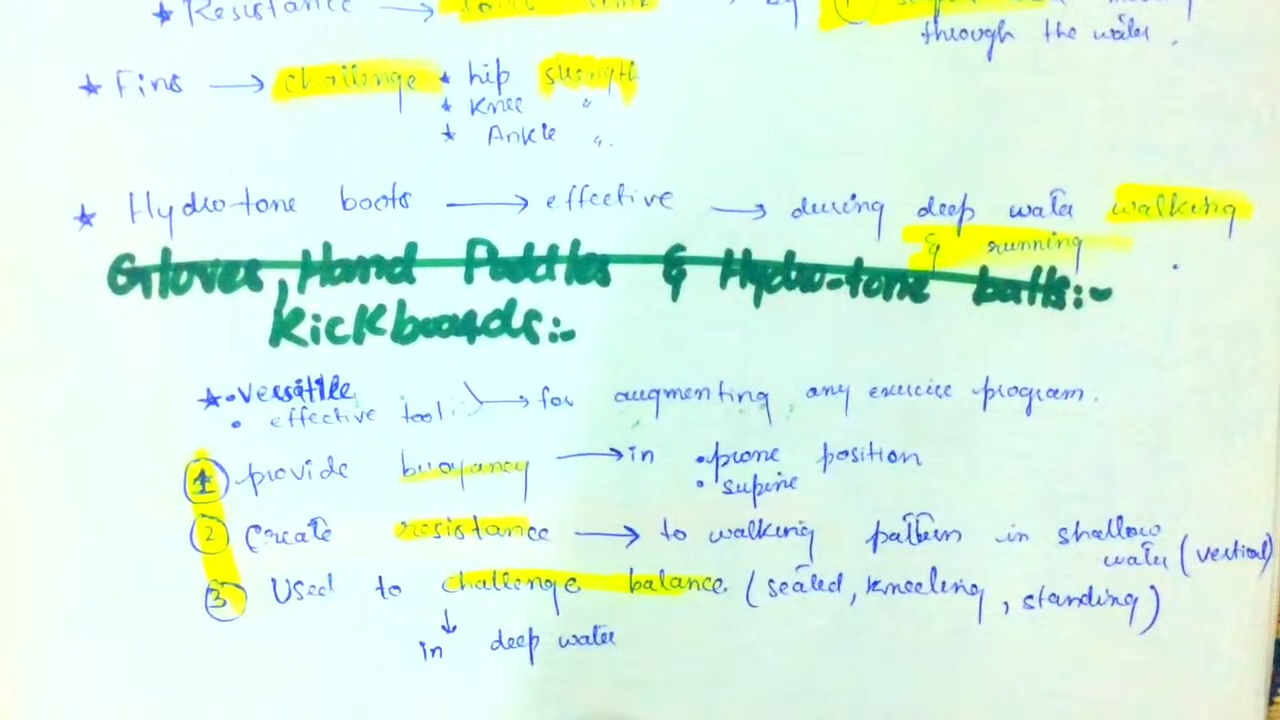 ★ Resistance → by ①
through the water.
★ Fins → challenge ★ hip strength
★ Knee "
★ Ankle "
★ Hydro-tone boots → effective → during deep water walking
& running
Gloves, Hand Paddles & Hydro-tone balls:-
Kickboards:-
★ • Versatile
• effective tool → for augmenting any exercise program.
① provide buoyancy → in • prone position
• supine
② Create resistance → to walking pattern in shallow
water (vertical)
③ Used to challenge balance (seated, kneeling, standing)
↓
in deep water